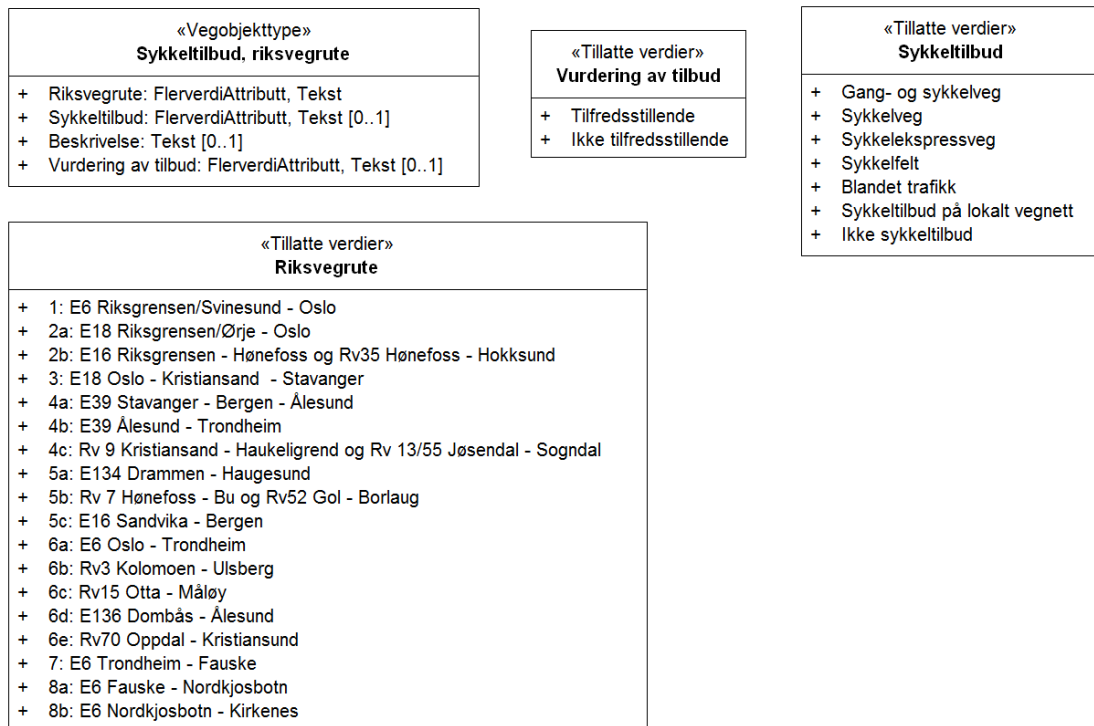 «Vegobjekttype»
Sykkeltilbud, riksvegrute
+ Riksvegrute: FlerverdiAttributt, Tekst
+ Sykkeltilbud: FlerverdiAttributt, Tekst [0..1]
+ Beskrivelse: Tekst [0..1]
+ Vurdering av tilbud: FlerverdiAttributt, Tekst [0..1]
«Tillatte verdier»
Vurdering av tilbud
+ Tilfredsstillende
+ Ikke tilfredsstillende
«Tillatte verdier»
Sykkeltilbud
+ Gang- og sykkelveg
+ Sykkelveg
+ Sykkelekspressveg
+ Sykkelfelt
+ Blandet trafikk
+ Sykkeltilbud på lokalt vegnett
+ Ikke sykkeltilbud
«Tillatte verdier»
Riksvegrute
+ 1: E6 Riksgrensen/Svinesund - Oslo
+ 2a: E18 Riksgrensen/Ørje - Oslo
+ 2b: E16 Riksgrensen - Hønefoss og Rv35 Hønefoss - Hokksund
+ 3: E18 Oslo - Kristiansand  - Stavanger
+ 4a: E39 Stavanger - Bergen - Ålesund
+ 4b: E39 Ålesund - Trondheim
+ 4c: Rv 9 Kristiansand - Haukeligrend og Rv 13/55 Jøsendal - Sogndal
+ 5a: E134 Drammen - Haugesund
+ 5b: Rv 7 Hønefoss - Bu og Rv52 Gol - Borlaug
+ 5c: E16 Sandvika - Bergen
+ 6a: E6 Oslo - Trondheim
+ 6b: Rv3 Kolomoen - Ulsberg
+ 6c: Rv15 Otta - Måløy
+ 6d: E136 Dombås - Ålesund
+ 6e: Rv70 Oppdal - Kristiansund
+ 7: E6 Trondheim - Fauske
+ 8a: E6 Fauske - Nordkjosbotn
+ 8b: E6 Nordkjosbotn - Kirkenes